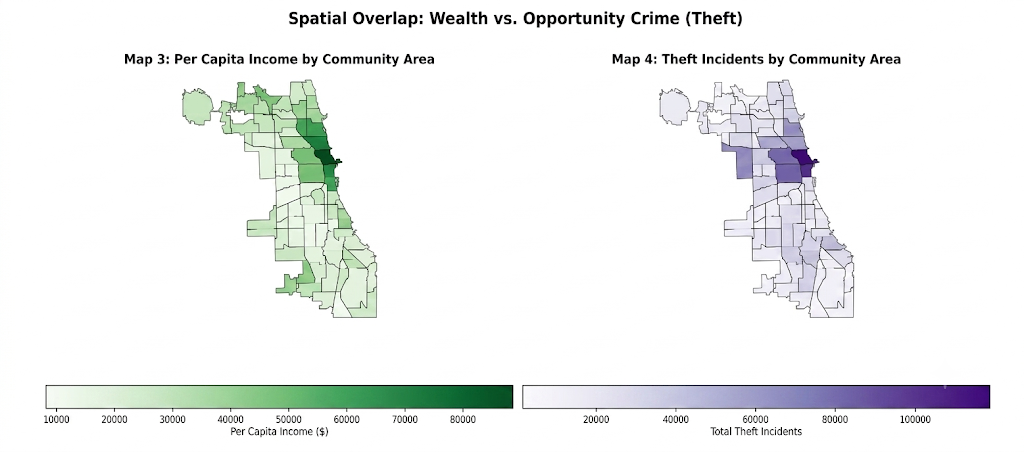 Spatial Overlap: Wealth vs. Opportunity Crime (Theft)
Map 3: Per Capita Income by Community Area
Map 4: Theft Incidents by Community Area
10000 20000 30000 40000 50000 60000 70000 80000
Per Capita Income ($)
20000 40000 60000 80000 100000
Total Theft Incidents